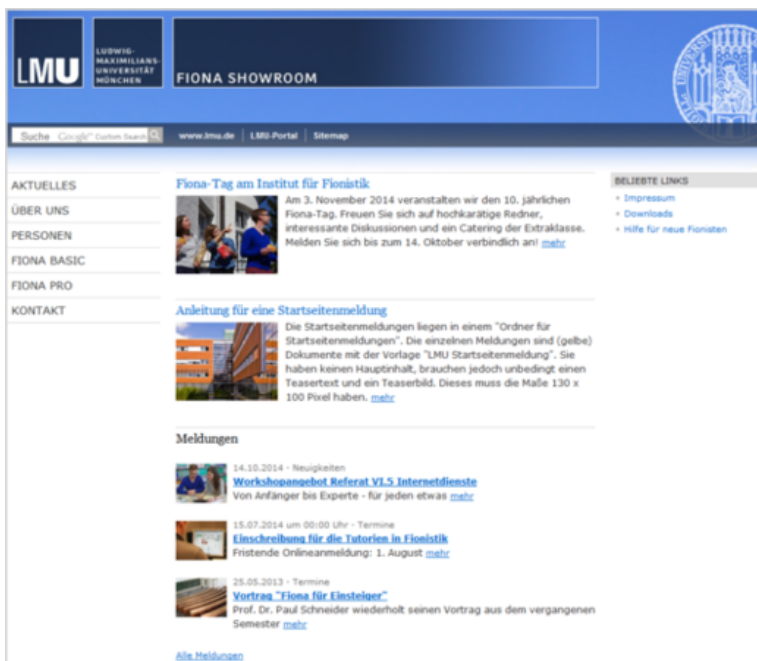 LMU
LUDWIG-
MAXIMILIANS-
UNIVERSITÄT
MÜNCHEN
FIONA SHOWROOM
Suche Google™ Custom Search
www.lmu.de | LMU-Portal | Sitemap
AKTUELLES
ÜBER UNS
PERSONEN
FIONA BASIC
FIONA PRO
KONTAKT
Fiona-Tag am Institut für Fionistik
Am 3. November 2014 veranstalten wir den 10. jährlichen
Fiona-Tag. Freuen Sie sich auf hochkarätige Redner,
interessante Diskussionen und ein Catering der Extraklasse.
Melden Sie sich bis zum 14. Oktober verbindlich an! mehr
Anleitung für eine Startseitenmeldung
Die Startseitenmeldungen liegen in einem "Ordner für
Startseitenmeldungen". Die einzelnen Meldungen sind (gelbe)
Dokumente mit der Vorlage "LMU Startseitenmeldung". Sie
haben keinen Hauptinhalt, brauchen jedoch unbedingt einen
Teasertext und ein Teaserbild. Dieses muss die Maße 130 x
100 Pixel haben. mehr
Meldungen
14.10.2014 - Neuigkeiten
Workshopangebot Referat VI.5 Internetdienste
Von Anfänger bis Experte - für jeden etwas mehr
15.07.2014 um 00:00 Uhr - Termine
Einschreibung für die Tutorien in Fionistik
Fristende Onlineanmeldung: 1. August mehr
25.05.2013 - Termine
Vortrag "Fiona für Einsteiger"
Prof. Dr. Paul Schneider wiederholt seinen Vortrag aus dem vergangenen
Semester mehr
Alle Meldungen
BELIEBTE LINKS
» Impressum
» Downloads
» Hilfe für neue Fionisten